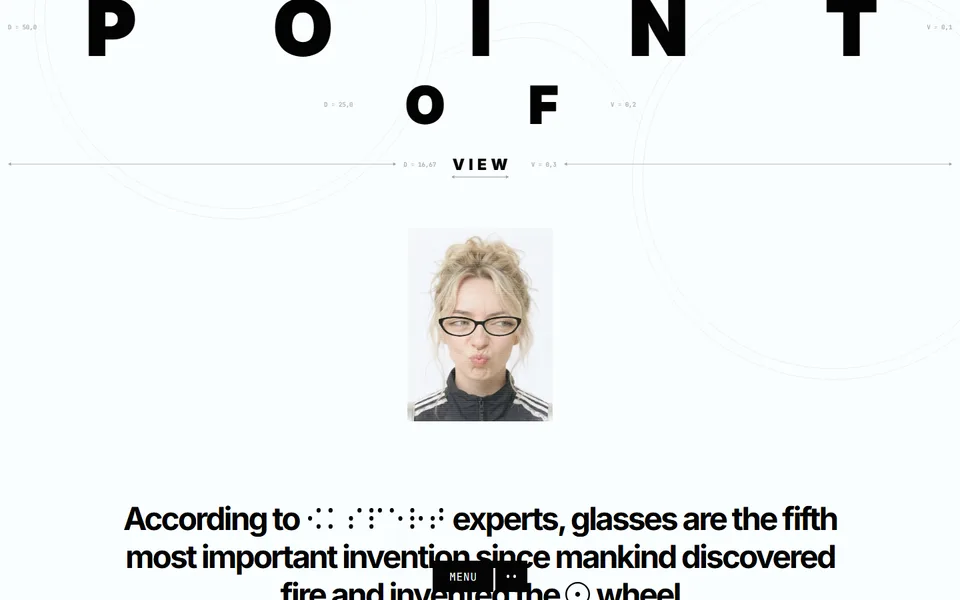 P O I N T
D = 50,0
V = 0,1
O F
D = 25,0
V = 0,2
D = 16,67
VIEW
V = 0,3
According to experts, glasses are the fifth
most important invention since mankind discovered
fire and invented the wheel
MENU